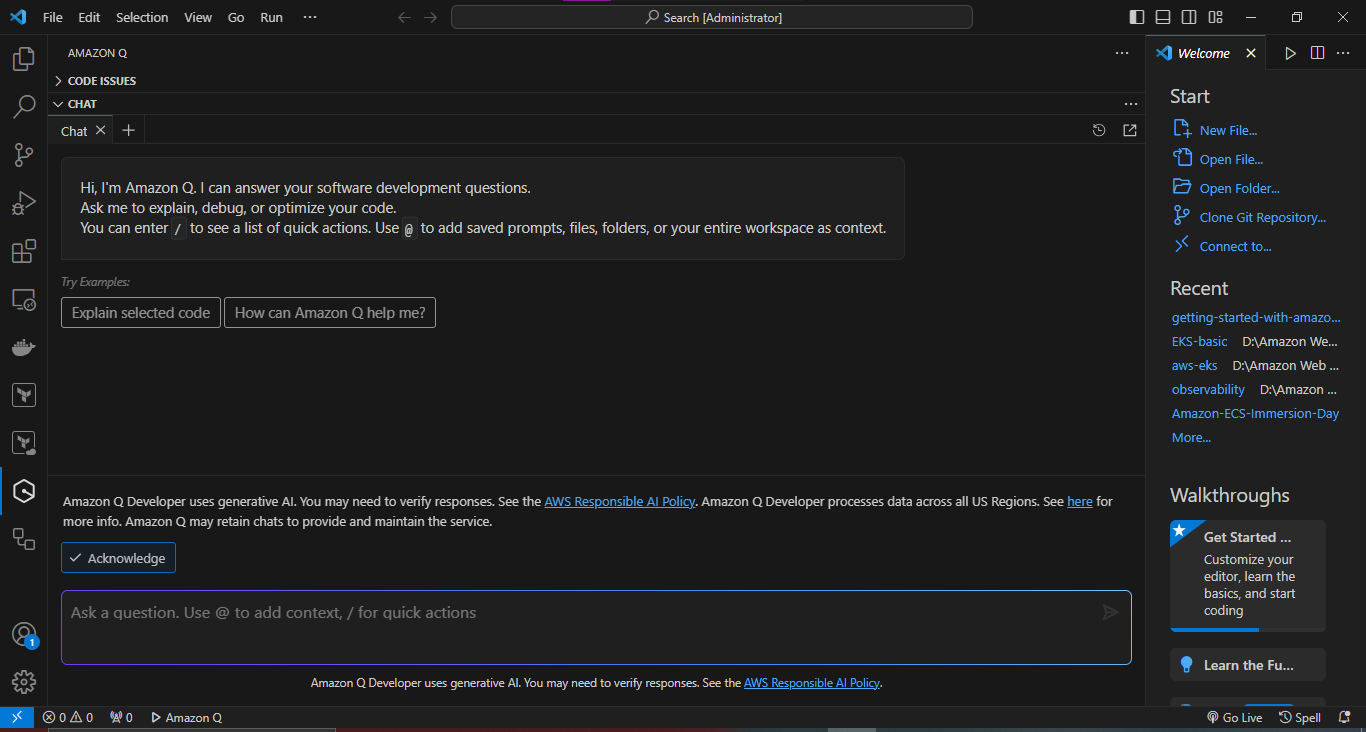 File Edit Selection View Go Run ···
Search [Administrator]
AMAZON Q
CODE ISSUES
CHAT
Chat
Hi, I'm Amazon Q. I can answer your software development questions.
Ask me to explain, debug, or optimize your code.
You can enter / to see a list of quick actions. Use @ to add saved prompts, files, folders, or your entire workspace as context.
Try Examples:
Explain selected code
How can Amazon Q help me?
Amazon Q Developer uses generative AI. You may need to verify responses. See the AWS Responsible AI Policy. Amazon Q Developer processes data across all US Regions. See here for
more info. Amazon Q may retain chats to provide and maintain the service.
Acknowledge
Ask a question. Use @ to add context, / for quick actions
Amazon Q Developer uses generative AI. You may need to verify responses. See the AWS Responsible AI Policy.
Welcome
Start
New File...
Open File...
Open Folder...
Clone Git Repository...
Connect to...
Recent
getting-started-with-amazo...
EKS-basic D:\Amazon We...
aws-eks D:\Amazon Web ...
observability D:\Amazon ...
Amazon-ECS-Immersion-Day
More...
Walkthroughs
Get Started ...
Customize your
editor, learn the
basics, and start
coding
Learn the Fu...
1
0 0 0 Amazon Q
Go Live Spell